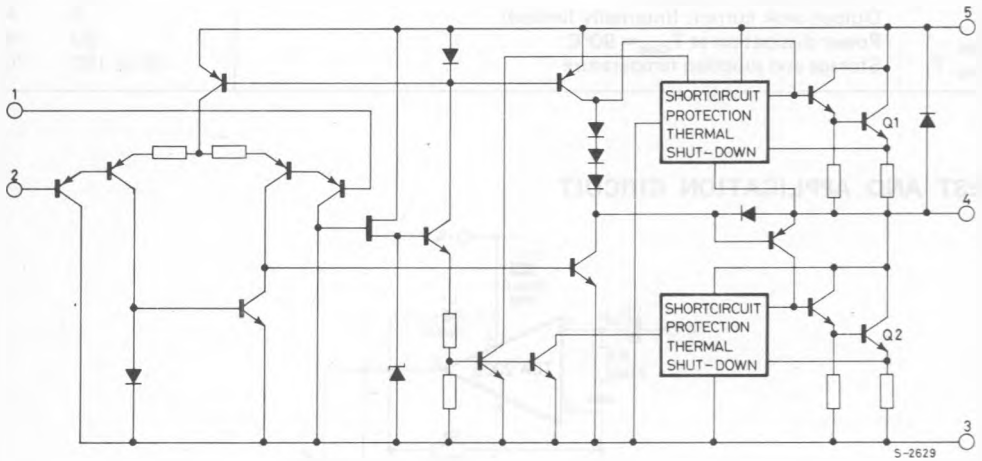 5
1
2
SHORTCIRCUIT
PROTECTION
THERMAL
SHUT-DOWN
Q1
4
SHORTCIRCUIT
PROTECTION
THERMAL
SHUT-DOWN
Q2
3
S-2629